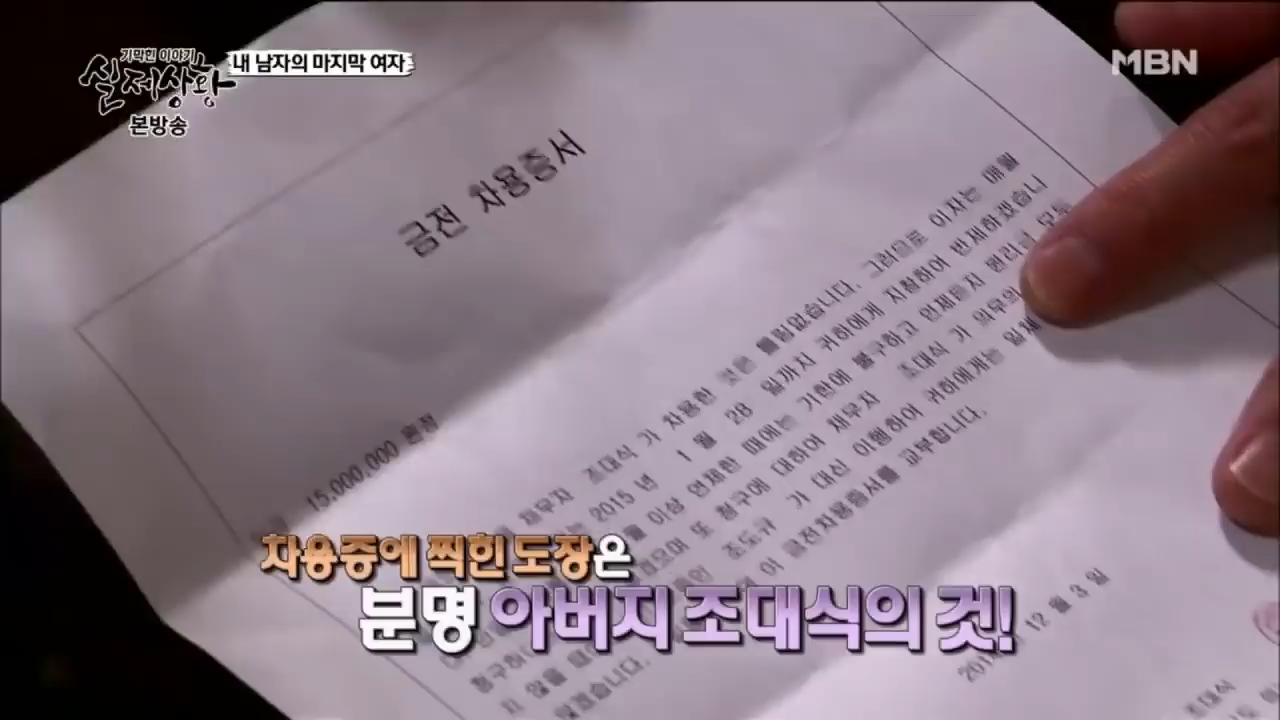 기막힌 이야기
실제상황
본방송
내 남자의 마지막 여자
MBN
금전 차용증서
15,000,000 원정
채무자 조대식 가 차용한 것은 틀림없습니다. 그러므로 이자는 매월
2015 년 1 월 28 일까지 귀하에게 지참하여 반제하겠습니
이상 연체한 때에는 기한에 불구하고 언제든지 원리금 모두
또 청구에 대하여 채무자 조대식 가 의무의
조도규 가 대신 이행하여 귀하에게는 일체
이 금전차용증서를 교부합니다.
않겠습니다.
12 월 3 일
조대식
차용증에 찍힌 도장은
분명 아버지 조대식의 것!